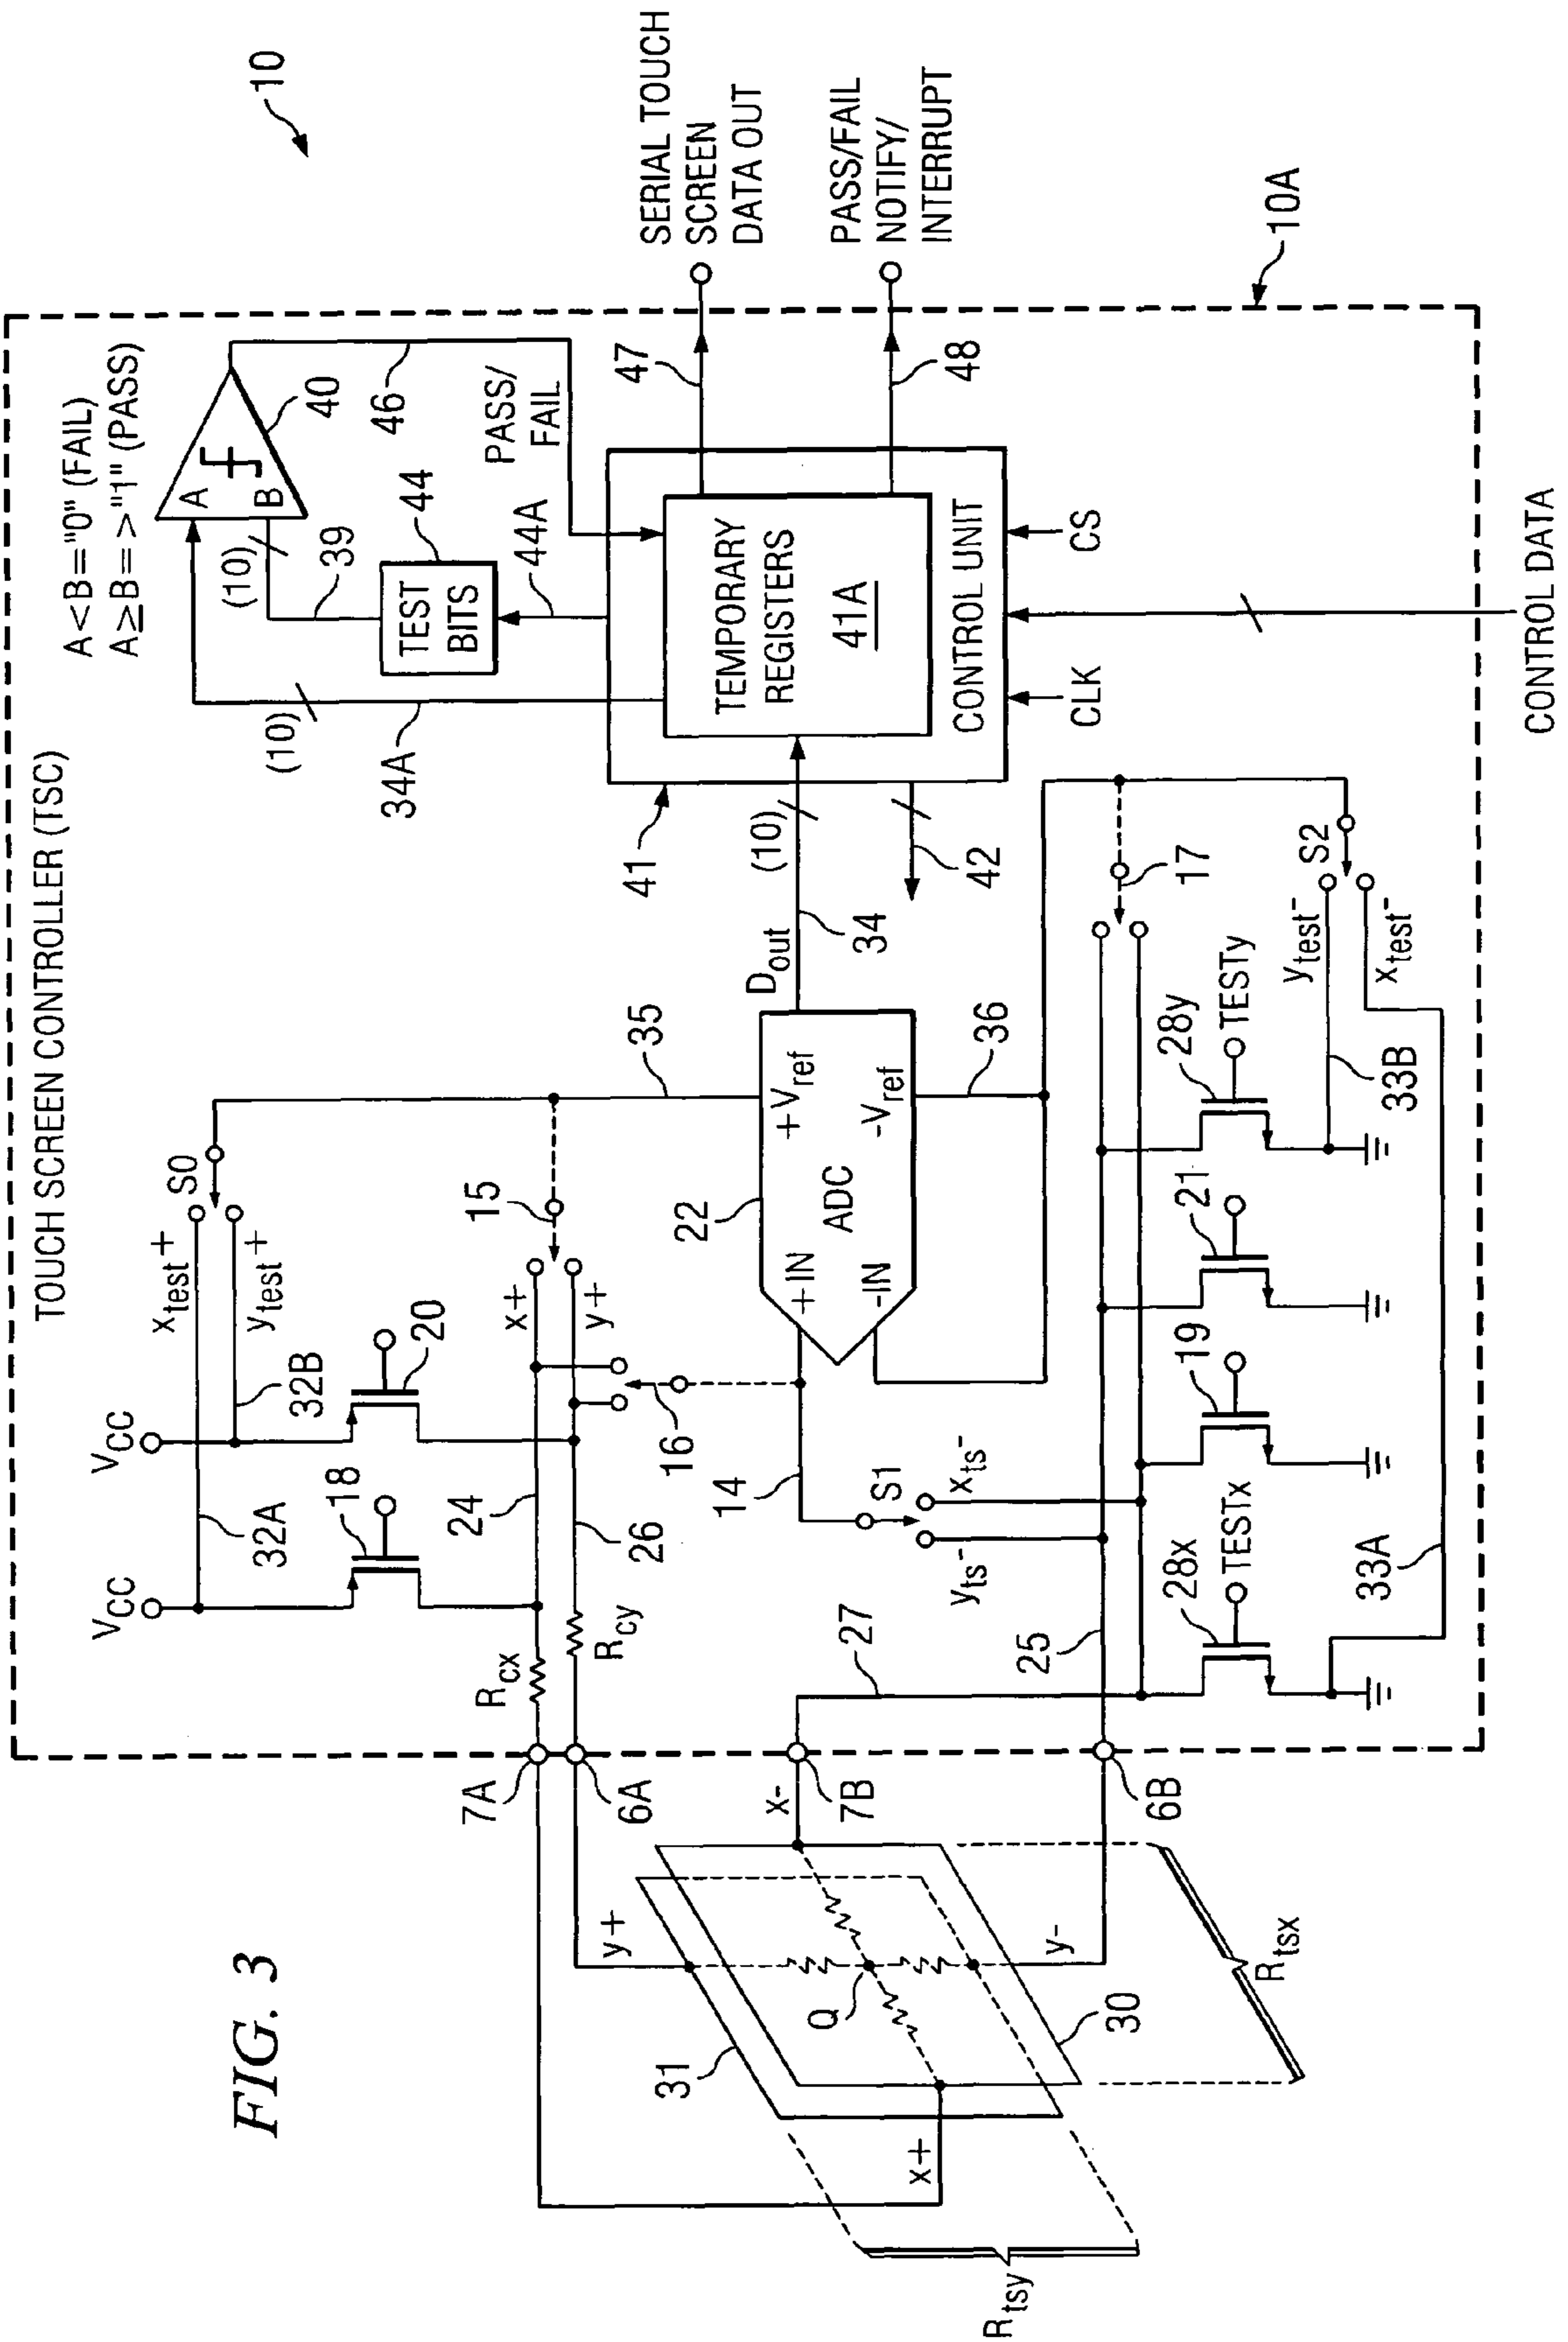 FIG. 3
10
TOUCH SCREEN CONTROLLER (TSC)
10A
A<B="0" (FAIL)
A≥B=>"1" (PASS)
VCC
VCC
xtest+
ytest+
S0
32A
32B
18
20
24
26
x+
y+
15
16
35
Rcx
Rcy
7A
6A
7B
6B
x+
y+
x-
y-
Q
31
30
Rtsx
Rtsy
14
S1
yts-
xts-
22
ADC
+IN
-IN
+Vref
-Vref
36
Dout
34
(10)
42
41
34A
(10)
TEST
BITS
44
44A
39
(10)
A
B
40
46
PASS/
FAIL
TEMPORARY
REGISTERS
41A
CONTROL UNIT
CLK
CS
CONTROL DATA
47
48
SERIAL TOUCH
SCREEN
DATA OUT
PASS/FAIL
NOTIFY/
INTERRUPT
27
25
28x
TESTx
19
21
28y
TESTy
33A
33B
17
S2
ytest-
xtest-